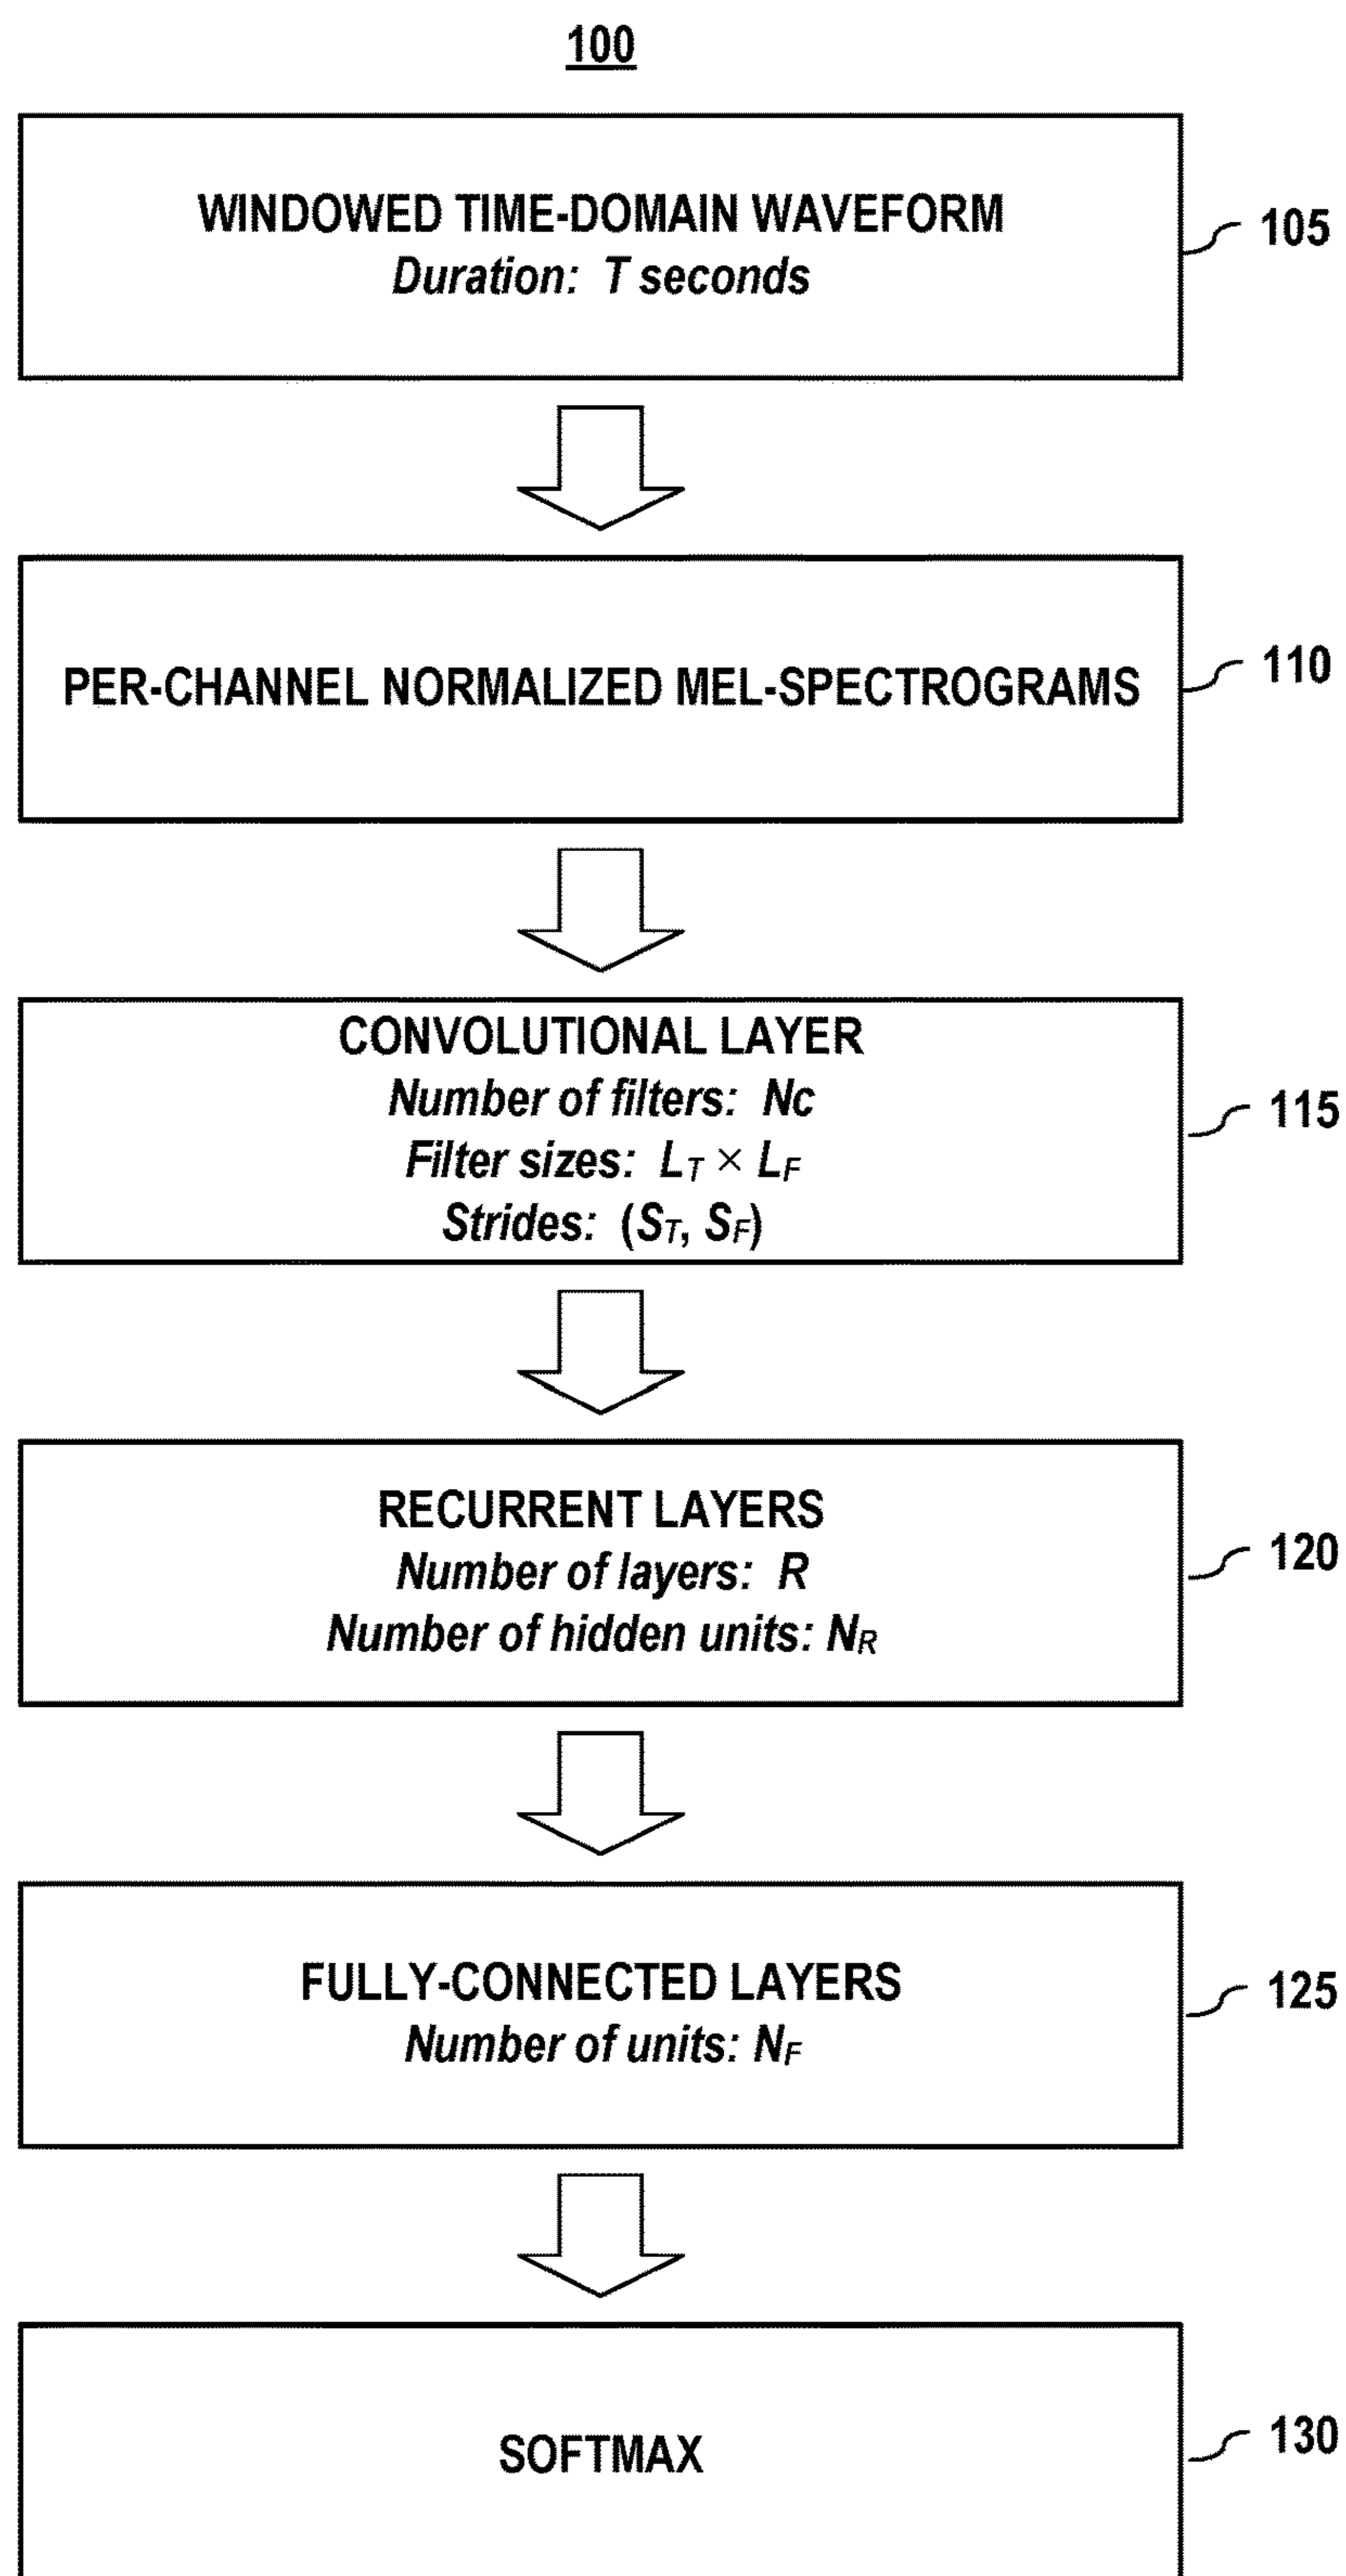 100
WINDOWED TIME-DOMAIN WAVEFORM
Duration: T seconds
105
PER-CHANNEL NORMALIZED MEL-SPECTROGRAMS
110
CONVOLUTIONAL LAYER
Number of filters: Nc
Filter sizes: LT × LF
Strides: (ST, SF)
115
RECURRENT LAYERS
Number of layers: R
Number of hidden units: NR
120
FULLY-CONNECTED LAYERS
Number of units: NF
125
SOFTMAX
130